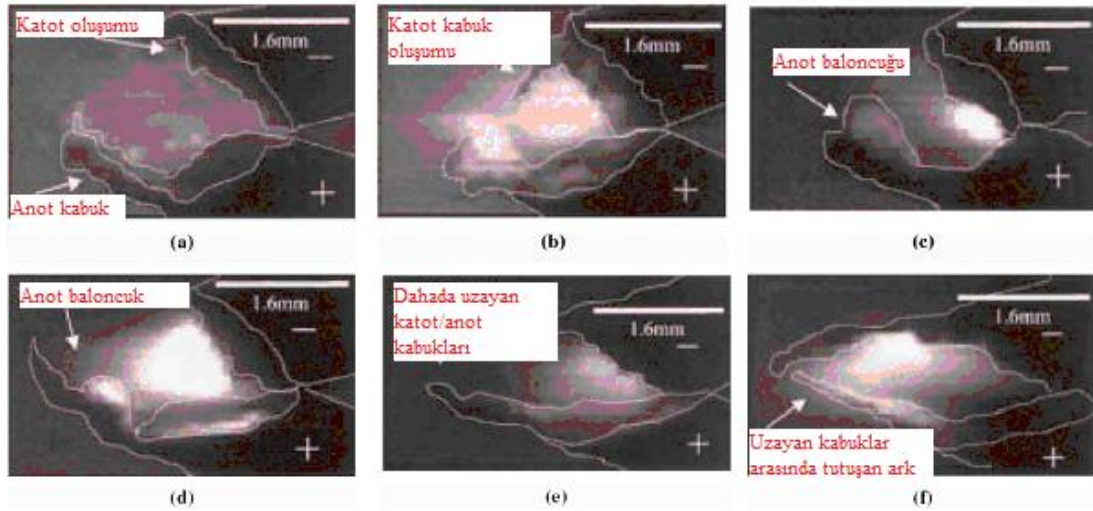 Katot oluşumu
1.6mm
−
Anot kabuk
+
(a)
Katot kabuk
oluşumu
1.6mm
−
+
(b)
Anot baloncuğu
1.6mm
−
+
(c)
Anot baloncuk
1.6mm
−
+
(d)
Dahada uzayan
katot/anot
kabukları
1.6mm
−
+
(e)
1.6mm
−
Uzayan kabuklar
arasında tutuşan ark
+
(f)